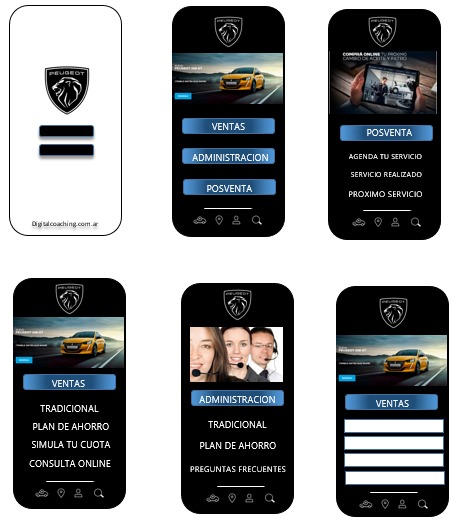 PEUGEOT
Digitalcoaching.com.ar
PEUGEOT
VENTAS
ADMINISTRACION
POSVENTA
PEUGEOT
COMPRÁ ONLINE TU PRÓXIMO
CAMBIO DE ACEITE Y FILTRO
POSVENTA
AGENDA TU SERVICIO
SERVICIO REALIZADO
PROXIMO SERVICIO
PEUGEOT
VENTAS
TRADICIONAL
PLAN DE AHORRO
SIMULA TU CUOTA
CONSULTA ONLINE
PEUGEOT
ADMINISTRACION
TRADICIONAL
PLAN DE AHORRO
PREGUNTAS FRECUENTES
PEUGEOT
VENTAS